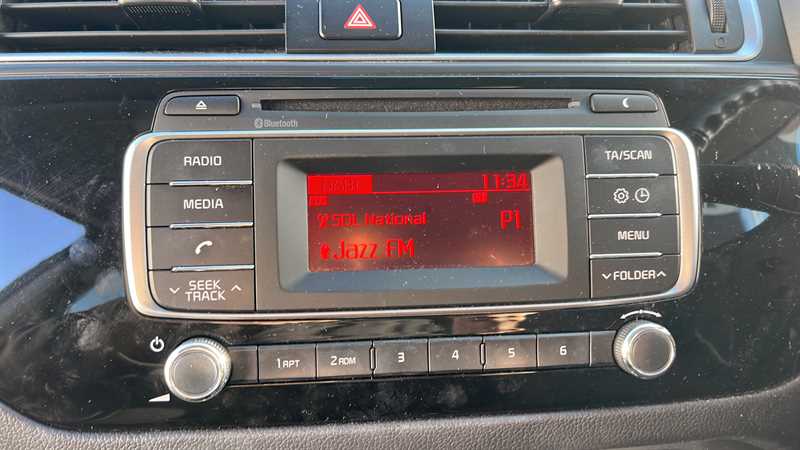 Bluetooth
RADIO
MEDIA
SEEK
TRACK
DAB1
11:34
SDL National
P1
Jazz FM
TA/SCAN
MENU
FOLDER
1 RPT
2 RDM
3
4
5
6